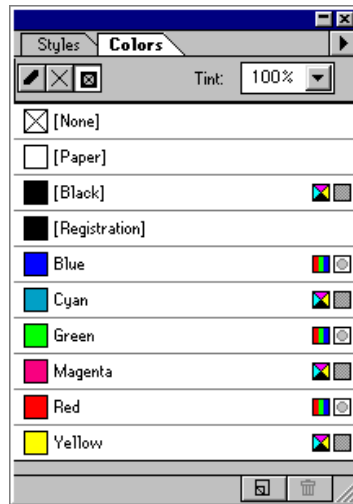 Styles Colors
Tint: 100%
[None]
[Paper]
[Black]
[Registration]
Blue
Cyan
Green
Magenta
Red
Yellow